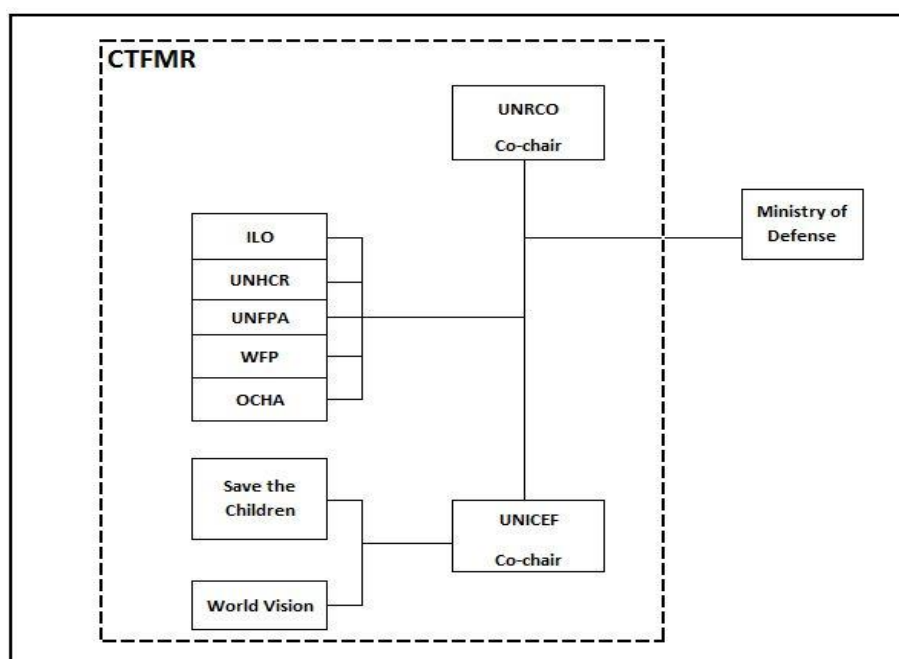 CTFMR
UNRCO
Co-chair
Ministry of
Defense
ILO
UNHCR
UNFPA
WFP
OCHA
Save the
Children
UNICEF
Co-chair
World Vision